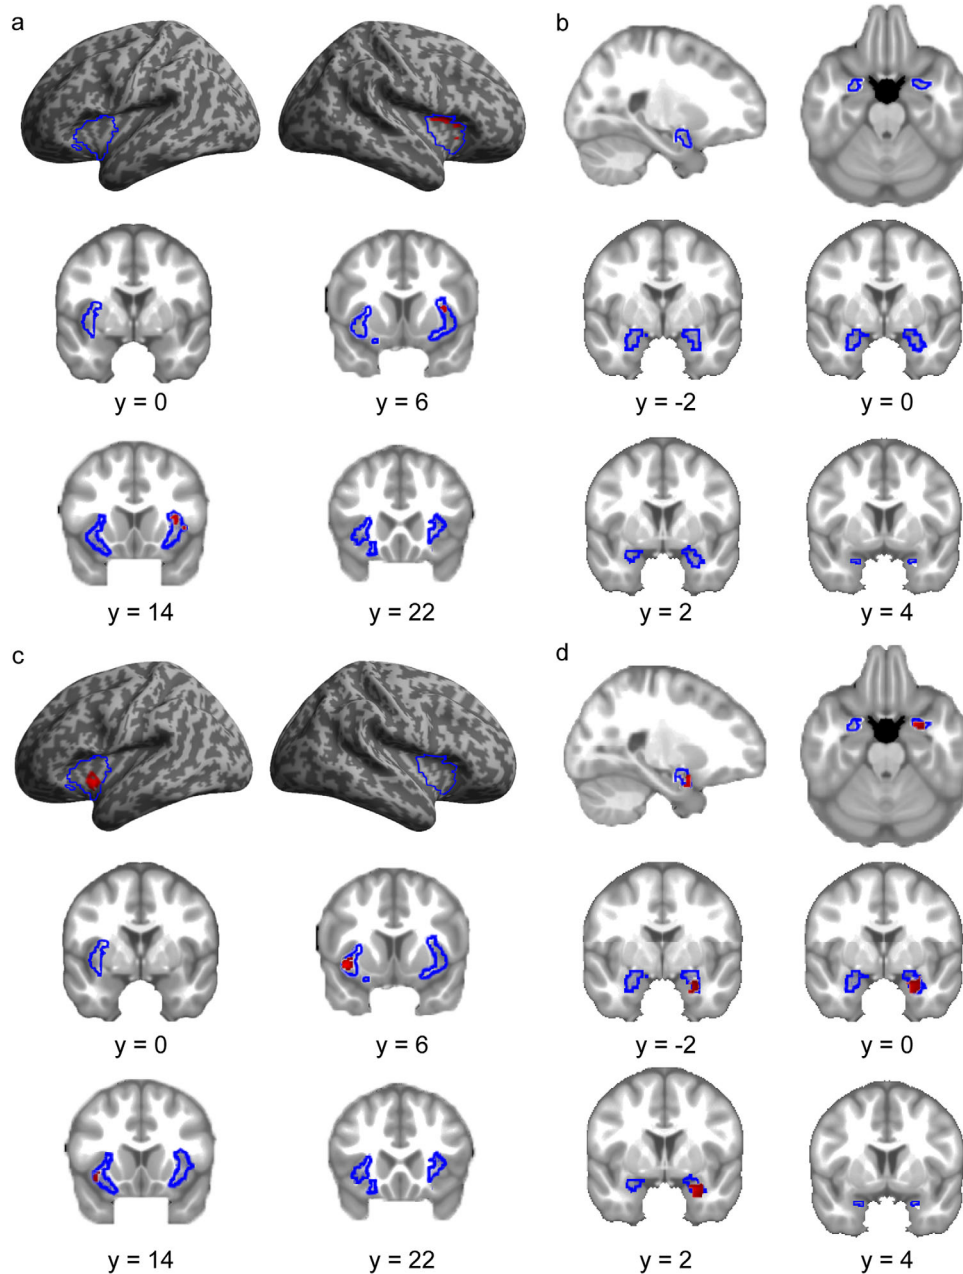 a
b
y = 0
y = 6
y = -2
y = 0
y = 14
y = 22
y = 2
y = 4
c
d
y = 0
y = 6
y = -2
y = 0
y = 14
y = 22
y = 2
y = 4